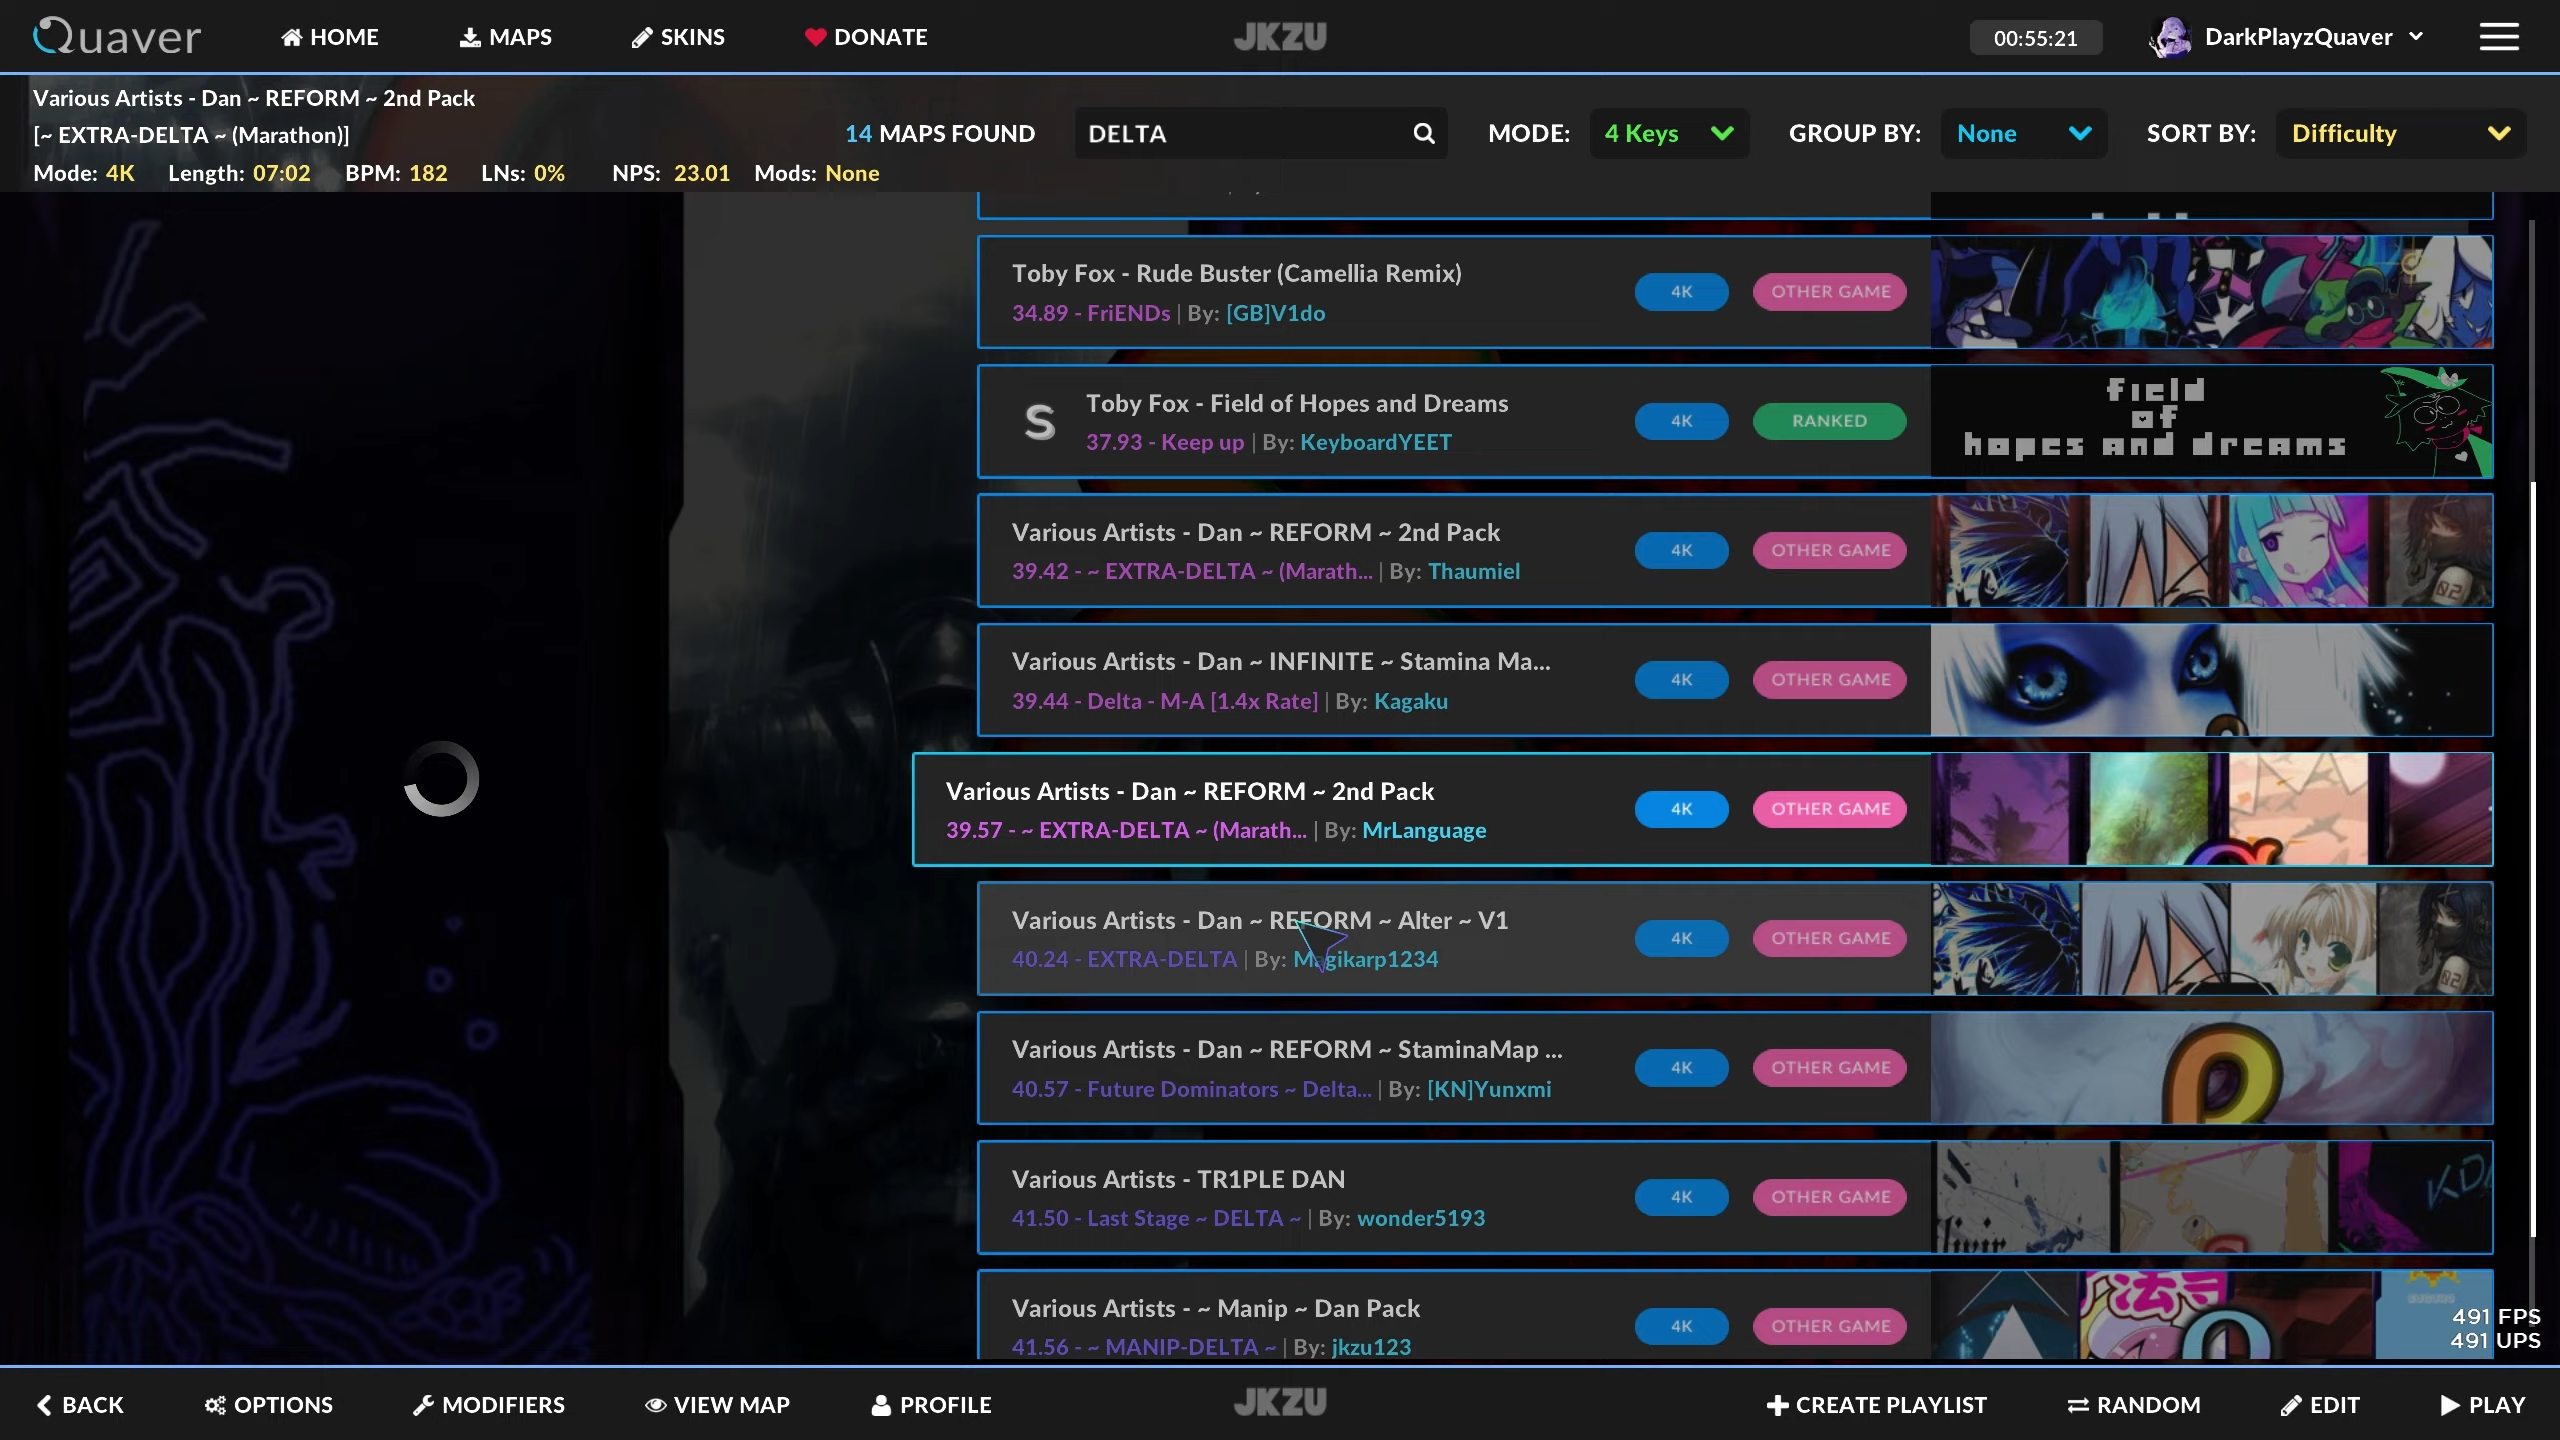 Quaver
HOME
MAPS
SKINS
DONATE
JKZU
00:55:21
DarkPlayzQuaver
Various Artists - Dan ~ REFORM ~ 2nd Pack
[~ EXTRA-DELTA ~ (Marathon)]
Mode: 4K Length: 07:02 BPM: 182 LNs: 0% NPS: 23.01 Mods: None
14 MAPS FOUND
DELTA
MODE: 4 Keys
GROUP BY: None
SORT BY: Difficulty
Toby Fox - Rude Buster (Camellia Remix)
34.89 - FriENDs | By: [GB]V1do
4K
OTHER GAME
S
Toby Fox - Field of Hopes and Dreams
37.93 - Keep up | By: KeyboardYEET
4K
RANKED
field
of
hopes and dreams
Various Artists - Dan ~ REFORM ~ 2nd Pack
39.42 - ~ EXTRA-DELTA ~ (Marath... | By: Thaumiel
4K
OTHER GAME
02
Various Artists - Dan ~ INFINITE ~ Stamina Ma...
39.44 - Delta - M-A [1.4x Rate] | By: Kagaku
4K
OTHER GAME
Various Artists - Dan ~ REFORM ~ 2nd Pack
39.57 - ~ EXTRA-DELTA ~ (Marath... | By: MrLanguage
4K
OTHER GAME
Various Artists - Dan ~ REFORM ~ Alter ~ V1
40.24 - EXTRA-DELTA | By: Magikarp1234
4K
OTHER GAME
02
Various Artists - Dan ~ REFORM ~ StaminaMap ...
40.57 - Future Dominators ~ Delta... | By: [KN]Yunxmi
4K
OTHER GAME
Various Artists - TR1PLE DAN
41.50 - Last Stage ~ DELTA ~ | By: wonder5193
4K
OTHER GAME
Various Artists - ~ Manip ~ Dan Pack
41.56 - ~ MANIP-DELTA ~ | By: jkzu123
4K
OTHER GAME
491 FPS
491 UPS
BACK
OPTIONS
MODIFIERS
VIEW MAP
PROFILE
JKZU
CREATE PLAYLIST
RANDOM
EDIT
PLAY